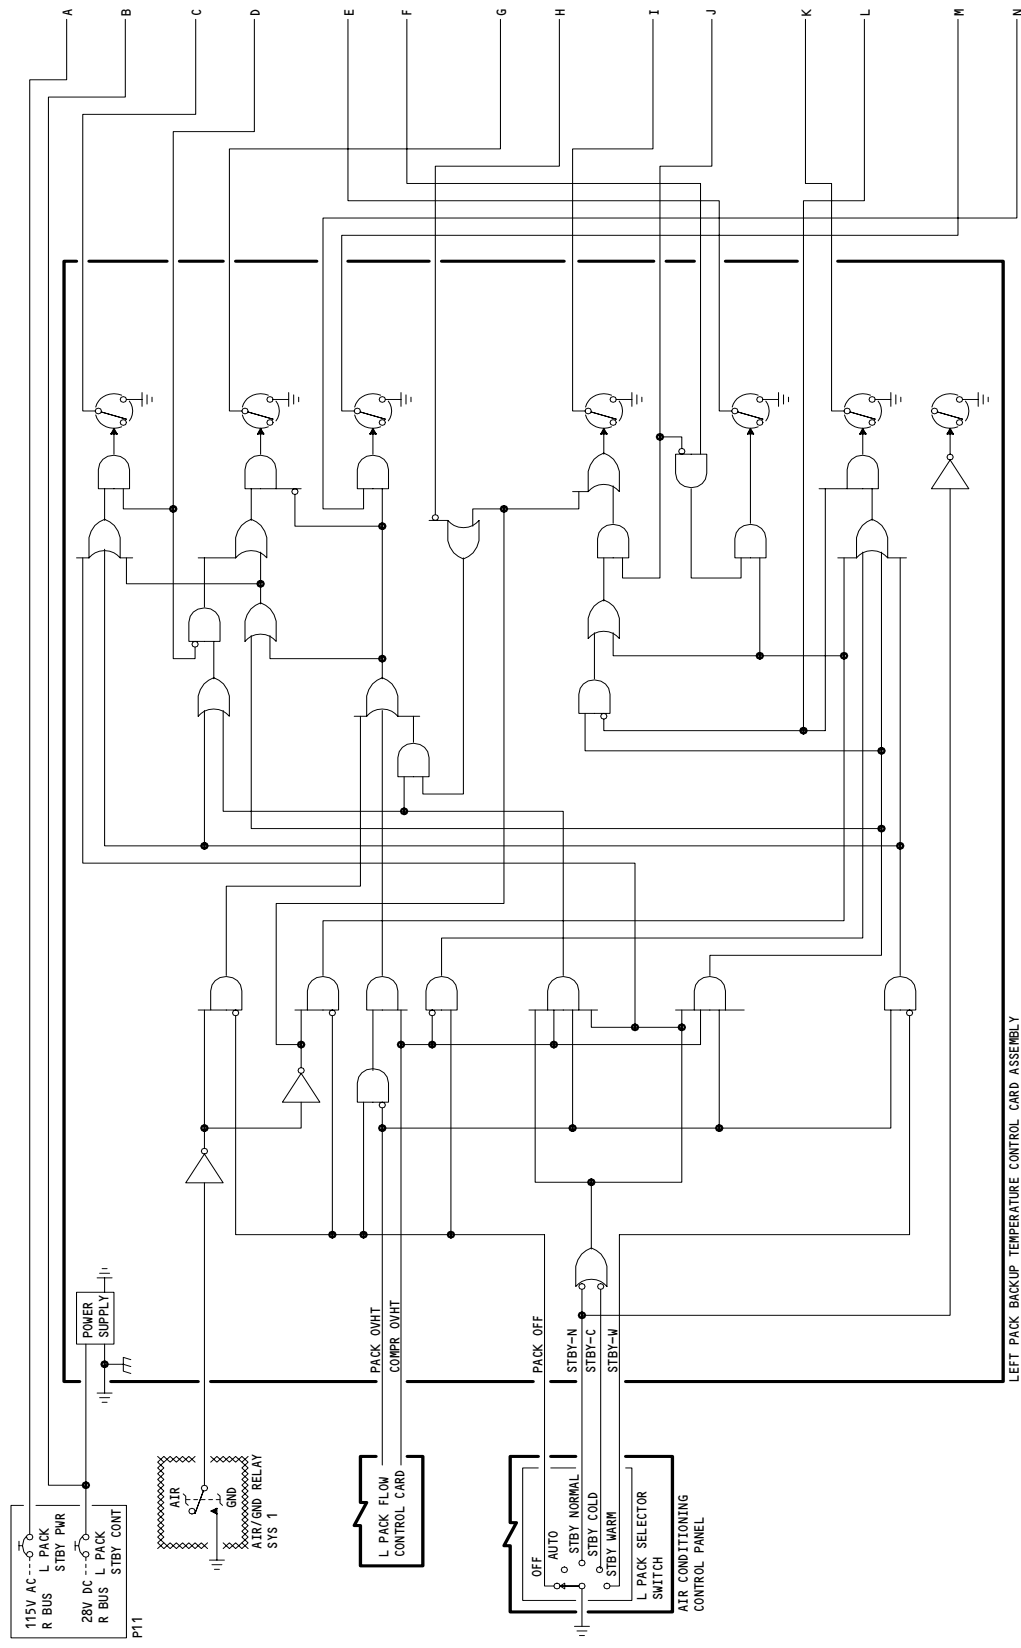 A
B
C
D
E
F
G
H
I
J
K
L
M
N
115V AC
R BUS
L PACK
STBY PWR
28V DC
R BUS
L PACK
STBY CONT
P11
POWER
SUPPLY
AIR
GND
AIR/GND RELAY
SYS 1
L PACK FLOW
CONTROL CARD
PACK OVHT
COMPR OVHT
OFF
AUTO
STBY NORMAL
STBY COLD
STBY WARM
L PACK SELECTOR
SWITCH
AIR CONDITIONING
CONTROL PANEL
PACK OFF
STBY-N
STBY-C
STBY-W
LEFT PACK BACKUP TEMPERATURE CONTROL CARD ASSEMBLY